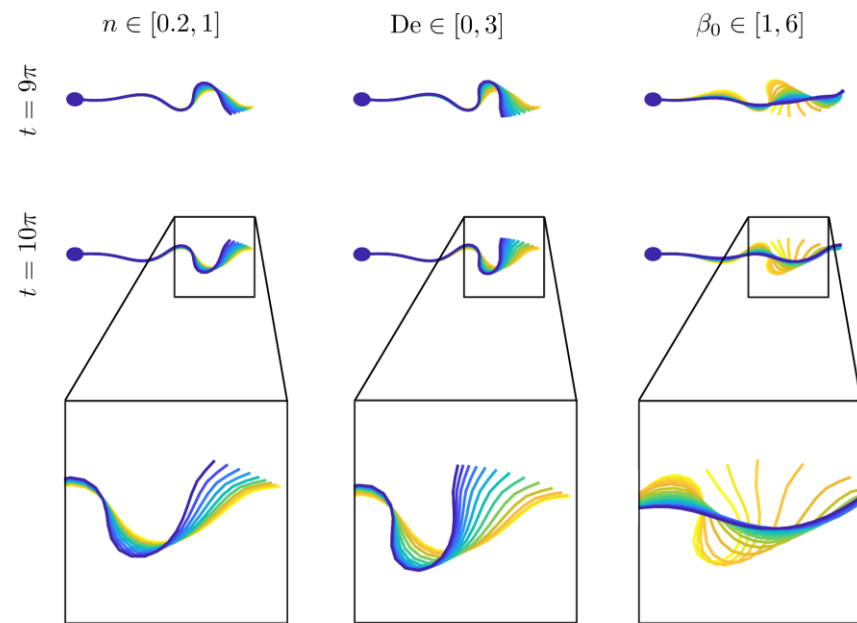 n ∈ [0.2, 1]
De ∈ [0, 3]
β₀ ∈ [1, 6]
t = 9π
t = 10π